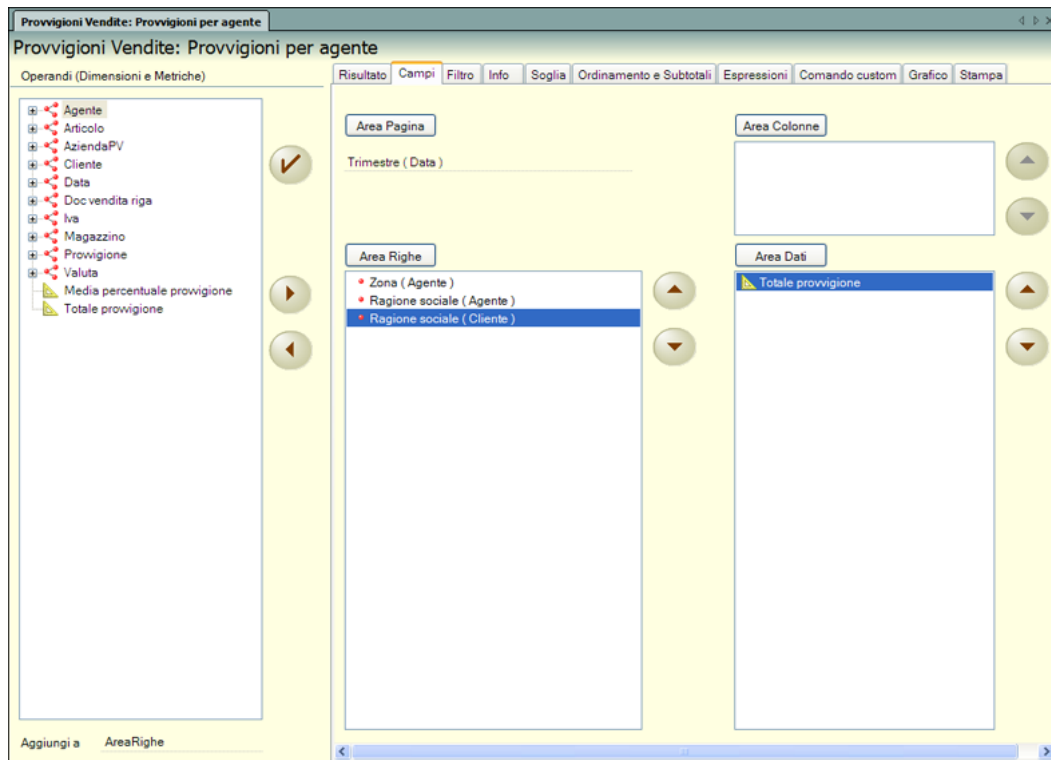 Provvigioni Vendite: Provvigioni per agente
Provvigioni Vendite: Provvigioni per agente
Operandi (Dimensioni e Metriche)
Agente
Articolo
AziendaPV
Cliente
Data
Doc vendita riga
Iva
Magazzino
Provvigione
Valuta
Media percentuale provvigione
Totale provvigione
Aggiungi a AreaRighe
Risultato Campi Filtro Info Soglia Ordinamento e Subtotali Espressioni Comando custom Grafico Stampa
Area Pagina
Trimestre ( Data )
Area Colonne
Area Righe
Zona ( Agente )
Ragione sociale ( Agente )
Ragione sociale ( Cliente )
Area Dati
Totale provvigione